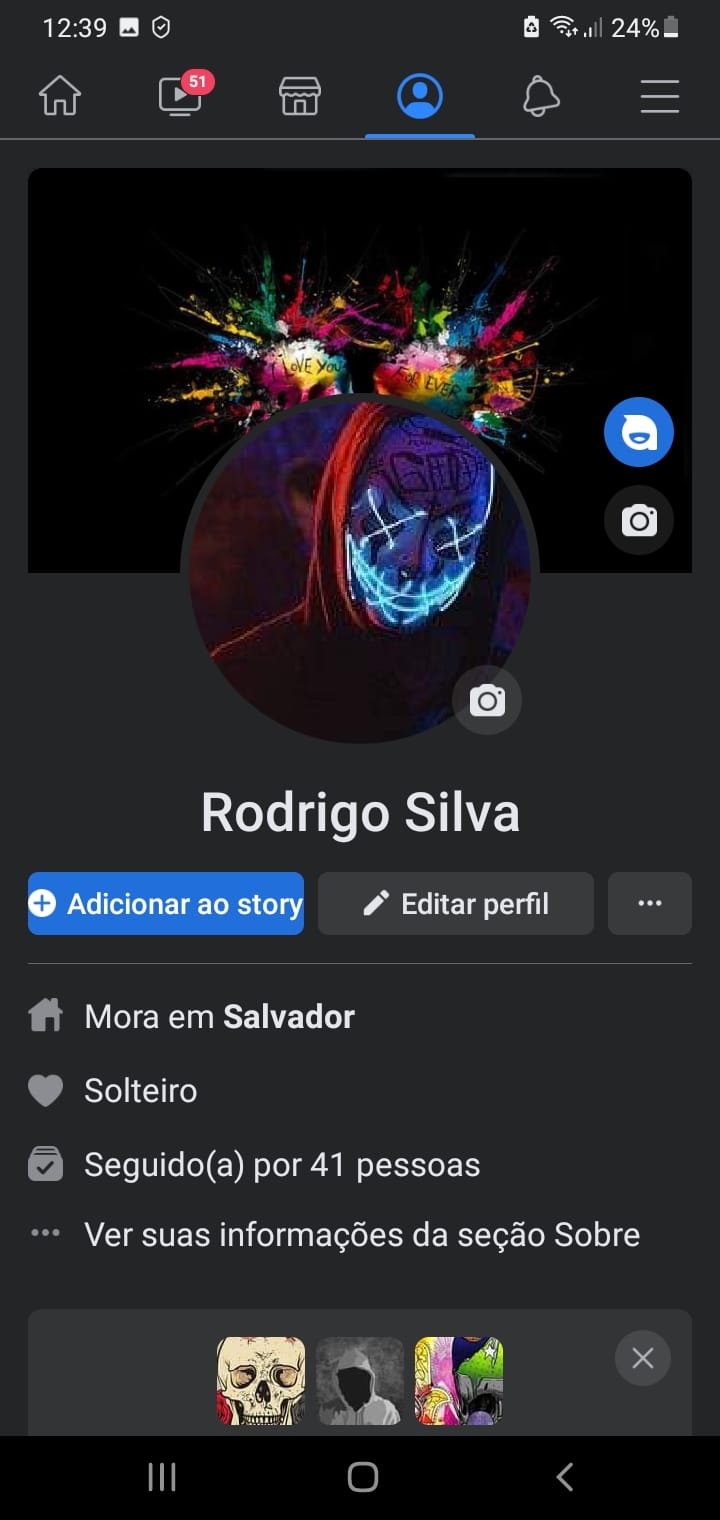 12:39
24%
51
I LOVE YOU
FOR EVER
Rodrigo Silva
Adicionar ao story
Editar perfil
Mora em Salvador
Solteiro
Seguido(a) por 41 pessoas
Ver suas informações da seção Sobre